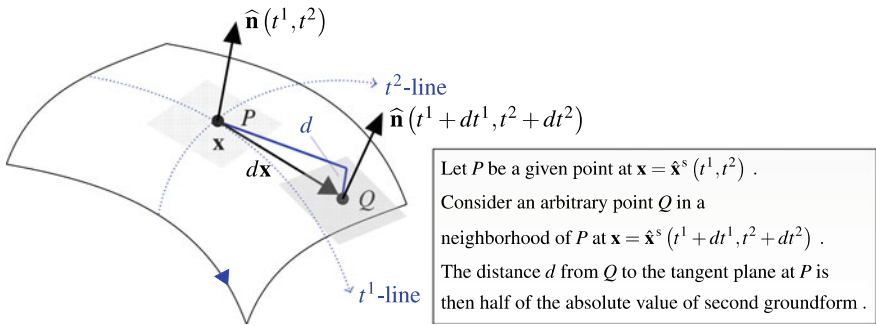 n̂ (t¹, t²)
t²-line
P
n̂ (t¹ + dt¹, t² + dt²)
d
x
dx
Q
t¹-line
Let P be a given point at x = x̂ˢ (t¹, t²) .
Consider an arbitrary point Q in a
neighborhood of P at x = x̂ˢ (t¹ + dt¹, t² + dt²) .
The distance d from Q to the tangent plane at P is
then half of the absolute value of second groundform .